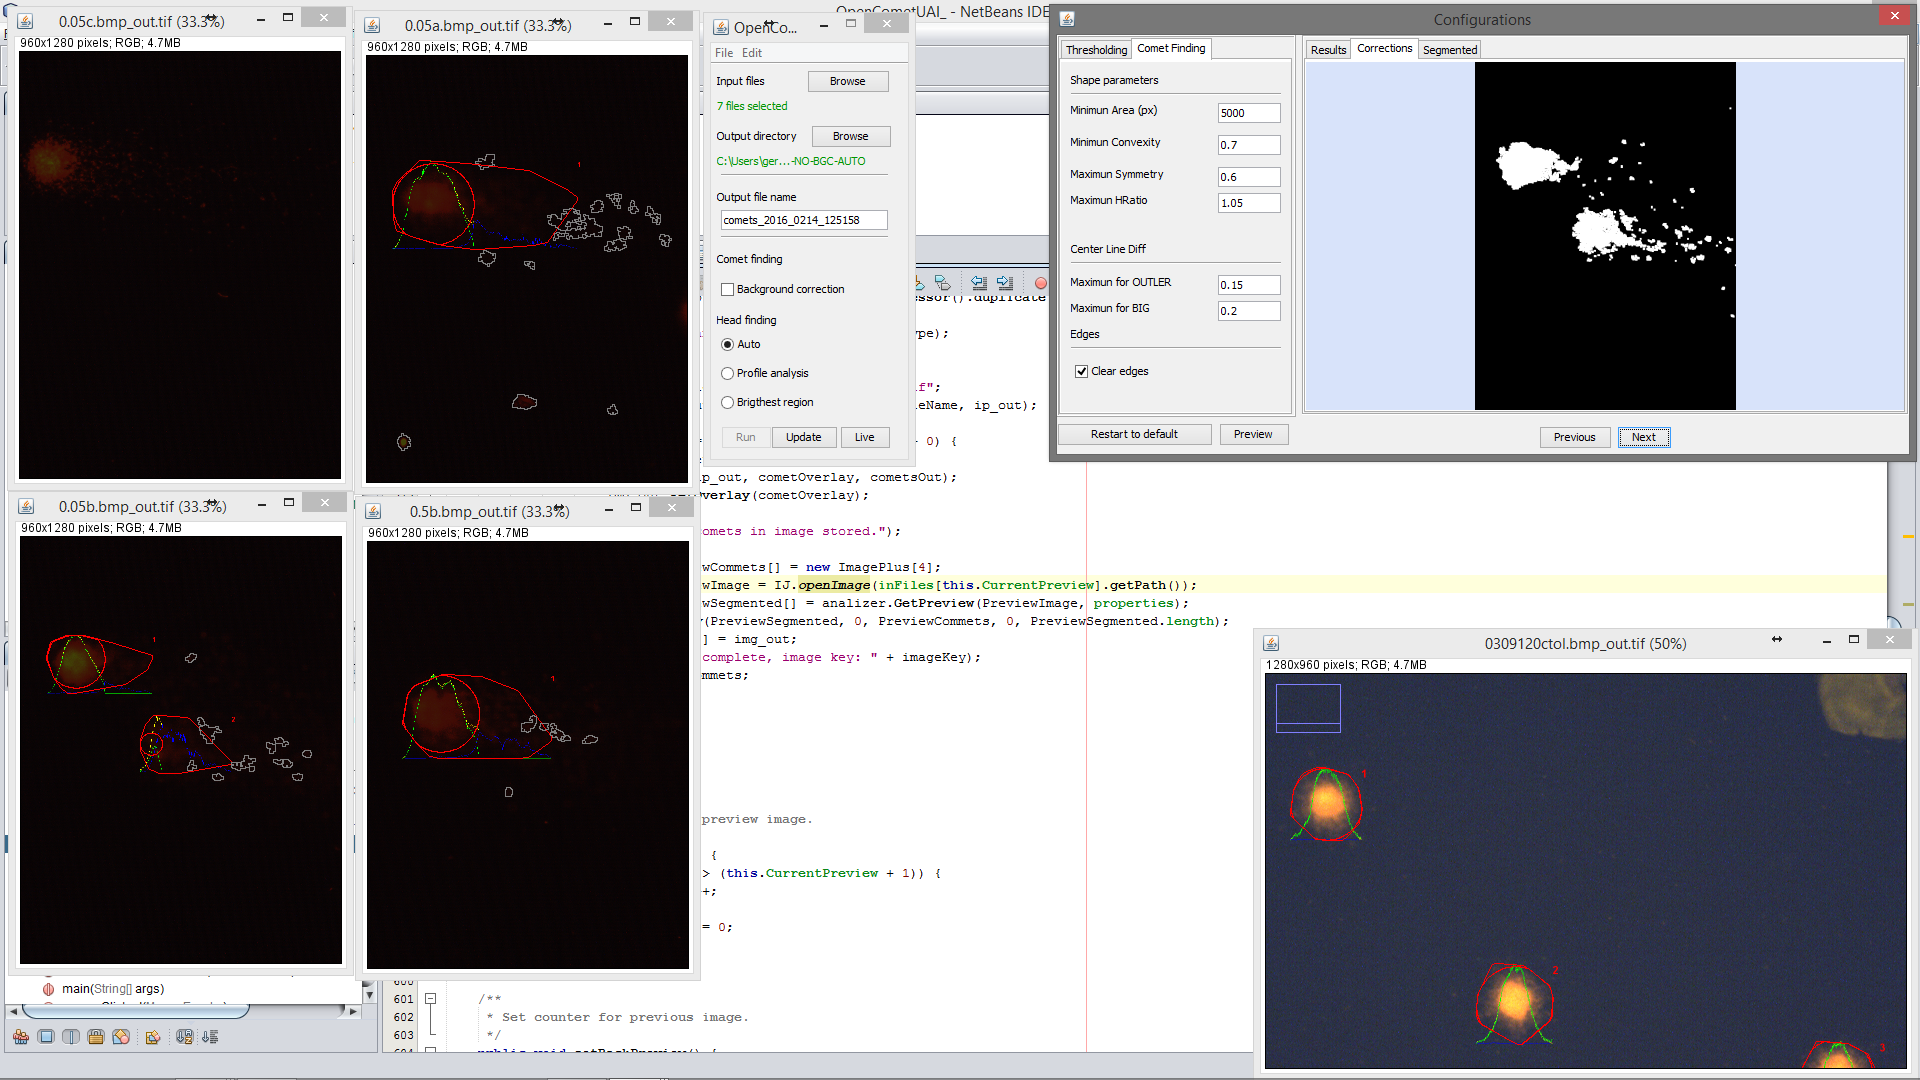 OpenCometUAI_ - NetBeans IDE
0.05c.bmp_out.tif (33.3%)
960x1280 pixels; RGB; 4.7MB
0.05a.bmp_out.tif (33.3%)
960x1280 pixels; RGB; 4.7MB
1
0.05b.bmp_out.tif (33.3%)
960x1280 pixels; RGB; 4.7MB
1
2
0.5b.bmp_out.tif (33.3%)
960x1280 pixels; RGB; 4.7MB
1
OpenCo...
File Edit
Input files Browse
7 files selected
Output directory Browse
C:\Users\ger...-NO-BGC-AUTO
Output file name
comets_2016_0214_125158
Comet finding
Background correction
Head finding
Auto
Profile analysis
Brigthest region
Run Update Live
Configurations
Thresholding Comet Finding
Shape parameters
Minimun Area (px) 5000
Minimun Convexity 0.7
Maximun Symmetry 0.6
Maximun HRatio 1.05
Center Line Diff
Maximun for OUTLER 0.15
Maximun for BIG 0.2
Edges
Clear edges
Restart to default Preview
Results Corrections Segmented
Previous Next
essor().duplicate
ype);
if";
leName, ip_out);
0) {
ip_out, cometOverlay, cometsOut);
verlay(cometOverlay);
omets in image stored.");
wCommets[] = new ImagePlus[4];
wImage = IJ.openImage(inFiles[this.CurrentPreview].getPath());
wSegmented[] = analizer.GetPreview(PreviewImage, properties);
y(PreviewSegmented, 0, PreviewCommets, 0, PreviewSegmented.length);
] = img_out;
complete, image key: " + imageKey);
mmets;
preview image.
{
> (this.CurrentPreview + 1)) {
+;
= 0;
600
601 /**
602 * Set counter for previous image.
603 */
604
main(String[] args)
0309120ctol.bmp_out.tif (50%)
1280x960 pixels; RGB; 4.7MB
1
2
3